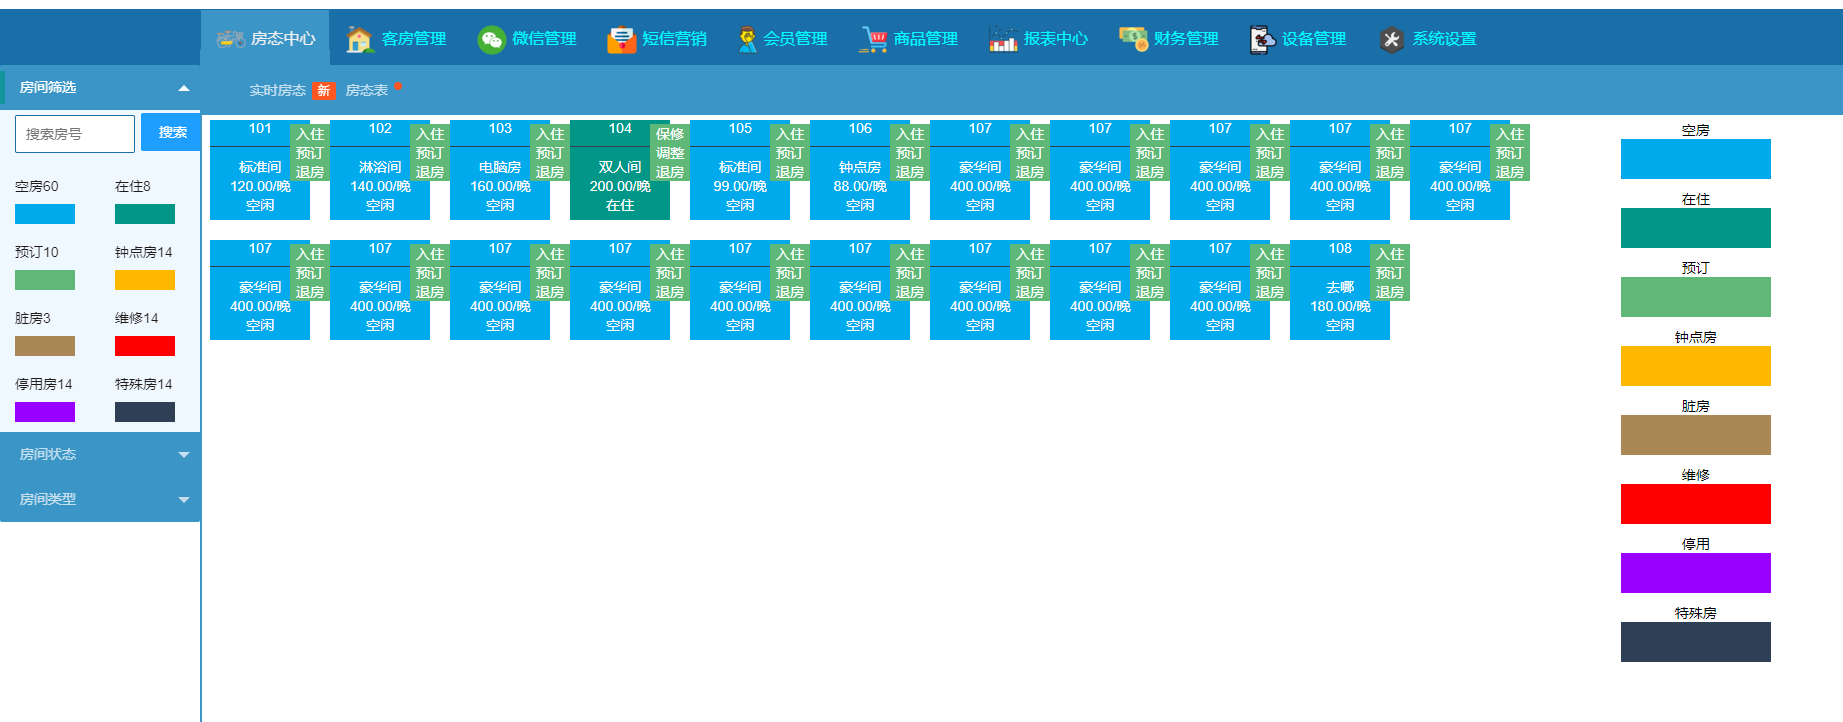 房态中心 客房管理 微信管理 短信营销 会员管理 商品管理 报表中心 财务管理 设备管理 系统设置
房间筛选
实时房态 新 房态表
搜索房号 搜索
空房60 在住8
预订10 钟点房14
脏房3 维修14
停用房14 特殊房14
房间状态
房间类型
101 入住 预订 退房
标准间
120.00/晚
空闲
102 入住 预订 退房
淋浴间
140.00/晚
空闲
103 入住 预订 退房
电脑房
160.00/晚
空闲
104 保修 调整 退房
双人间
200.00/晚
在住
105 入住 预订 退房
标准间
99.00/晚
空闲
106 入住 预订 退房
钟点房
88.00/晚
空闲
107 入住 预订 退房
豪华间
400.00/晚
空闲
107 入住 预订 退房
豪华间
400.00/晚
空闲
107 入住 预订 退房
豪华间
400.00/晚
空闲
107 入住 预订 退房
豪华间
400.00/晚
空闲
107 入住 预订 退房
豪华间
400.00/晚
空闲
107 入住 预订 退房
豪华间
400.00/晚
空闲
107 入住 预订 退房
豪华间
400.00/晚
空闲
107 入住 预订 退房
豪华间
400.00/晚
空闲
107 入住 预订 退房
豪华间
400.00/晚
空闲
107 入住 预订 退房
豪华间
400.00/晚
空闲
107 入住 预订 退房
豪华间
400.00/晚
空闲
107 入住 预订 退房
豪华间
400.00/晚
空闲
107 入住 预订 退房
豪华间
400.00/晚
空闲
107 入住 预订 退房
豪华间
400.00/晚
空闲
108 入住 预订 退房
去哪
180.00/晚
空闲
空房
在住
预订
钟点房
脏房
维修
停用
特殊房